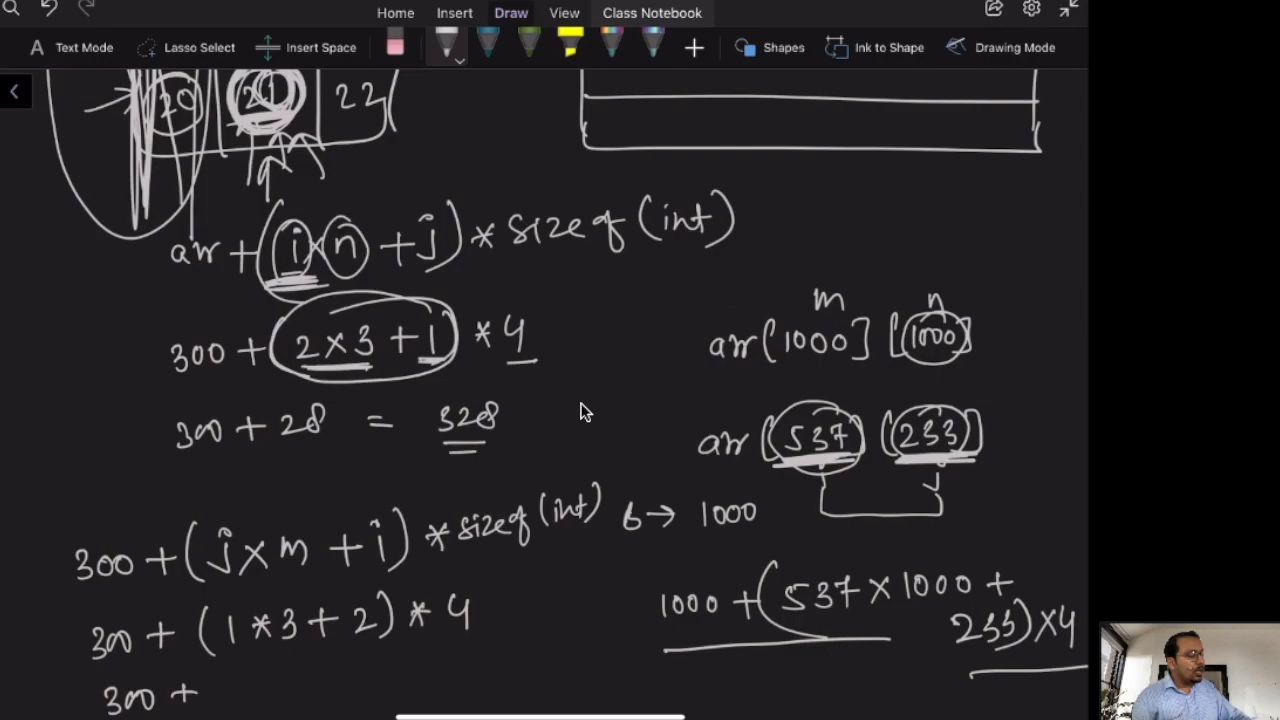 Home Insert Draw View Class Notebook
A Text Mode Lasso Select Insert Space + Shapes Ink to Shape Drawing Mode
20 21 22
arr + (i × n + j) * sizeof (int)
300 + (2 × 3 + 1) * 4
300 + 28 = 328
m n
arr [1000] [1000]
arr [537] [233]
300 + (j × m + i) * sizeof (int)
300 + (1 * 3 + 2) * 4
300 +
b → 1000
1000 + (537 × 1000 +
233) × 4